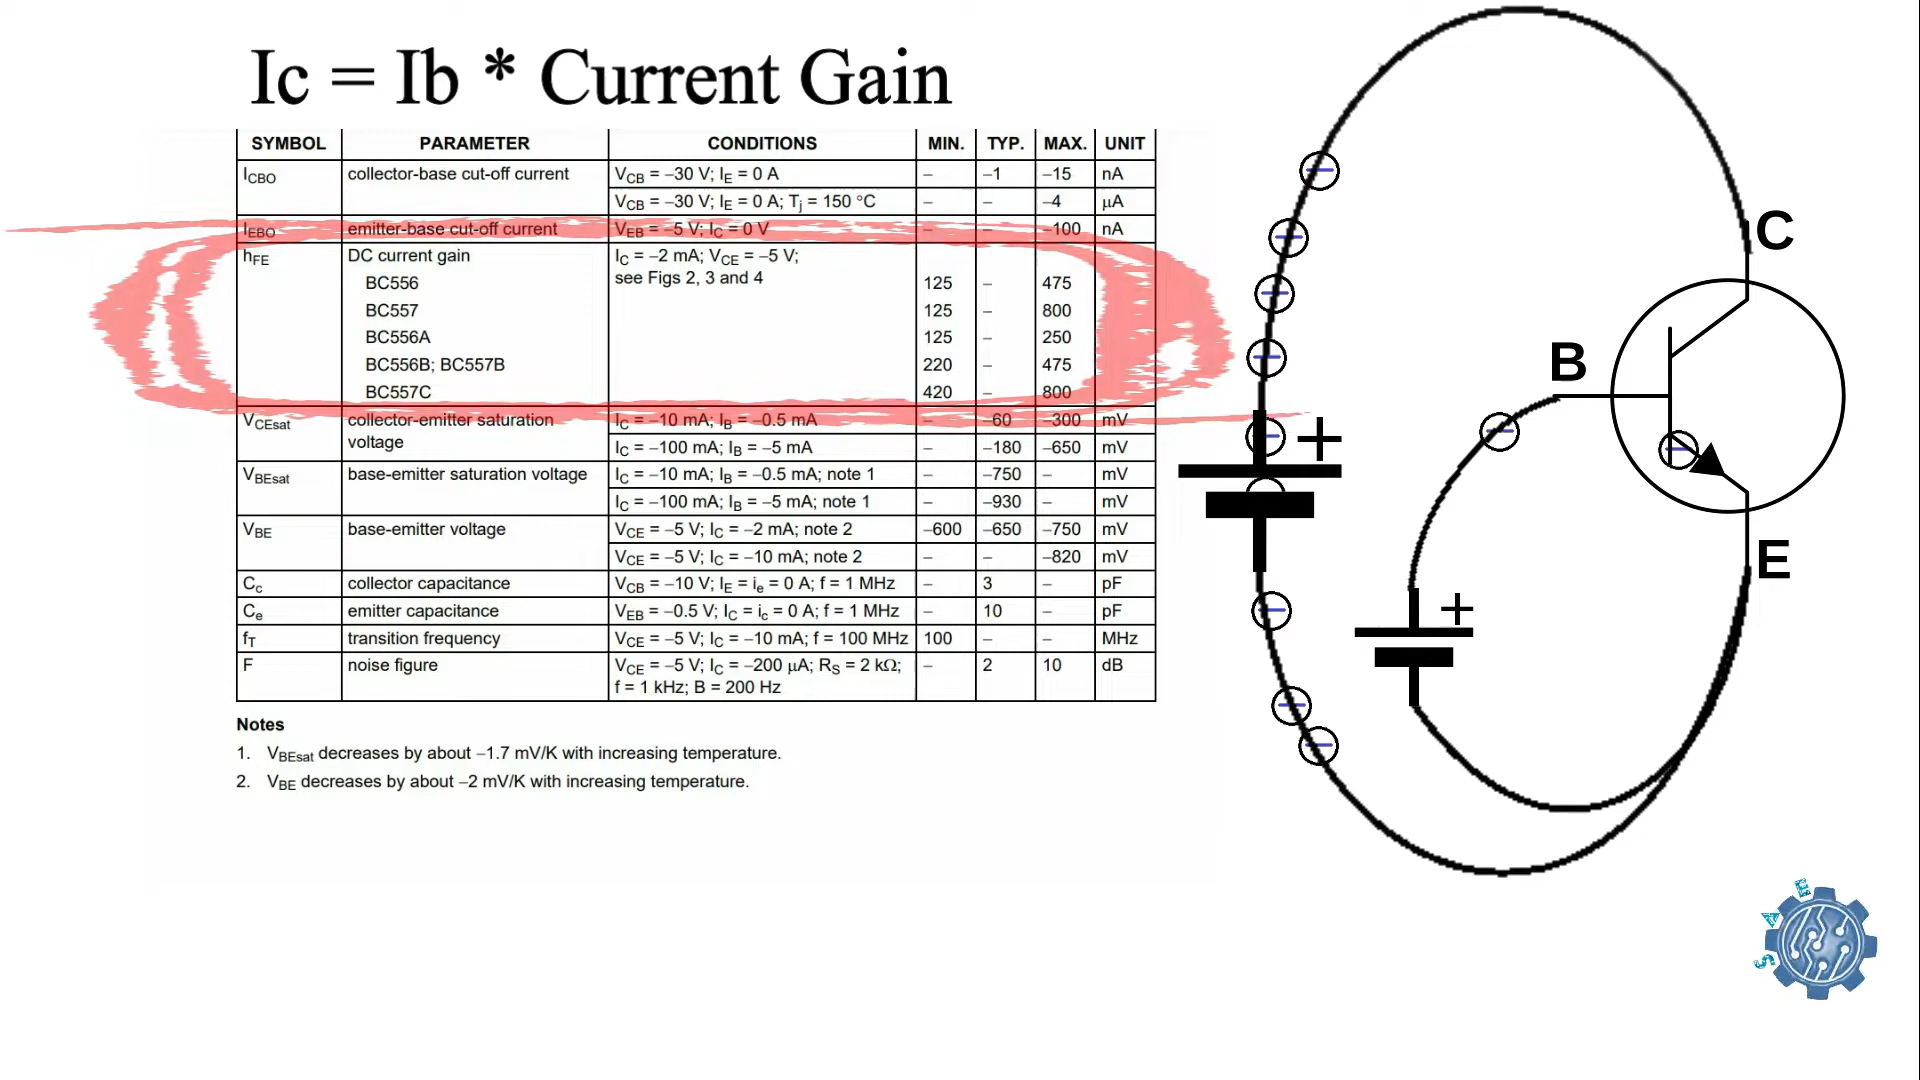 Ic = Ib * Current Gain
SYMBOL PARAMETER CONDITIONS MIN. TYP. MAX. UNIT
ICBO collector-base cut-off current VCB = −30 V; IE = 0 A – −1 −15 nA
VCB = −30 V; IE = 0 A; Tj = 150 °C – – −4 μA
IEBO emitter-base cut-off current VEB = −5 V; IC = 0 V – – −100 nA
hFE DC current gain IC = −2 mA; VCE = −5 V;
see Figs 2, 3 and 4
BC556 125 – 475
BC557 125 – 800
BC556A 125 – 250
BC556B; BC557B 220 – 475
BC557C 420 – 800
VCEsat collector-emitter saturation voltage IC = −10 mA; IB = −0.5 mA – −60 −300 mV
IC = −100 mA; IB = −5 mA – −180 −650 mV
VBEsat base-emitter saturation voltage IC = −10 mA; IB = −0.5 mA; note 1 – −750 – mV
IC = −100 mA; IB = −5 mA; note 1 – −930 – mV
VBE base-emitter voltage VCE = −5 V; IC = −2 mA; note 2 −600 −650 −750 mV
VCE = −5 V; IC = −10 mA; note 2 – – −820 mV
Cc collector capacitance VCB = −10 V; IE = ie = 0 A; f = 1 MHz – 3 – pF
Ce emitter capacitance VEB = −0.5 V; IC = ic = 0 A; f = 1 MHz – 10 – pF
fT transition frequency VCE = −5 V; IC = −10 mA; f = 100 MHz 100 – – MHz
F noise figure VCE = −5 V; IC = −200 μA; RS = 2 kΩ; – 2 10 dB
f = 1 kHz; B = 200 Hz
Notes
1. VBEsat decreases by about −1.7 mV/K with increasing temperature.
2. VBE decreases by about −2 mV/K with increasing temperature.
C
B
E
+
+
S A E